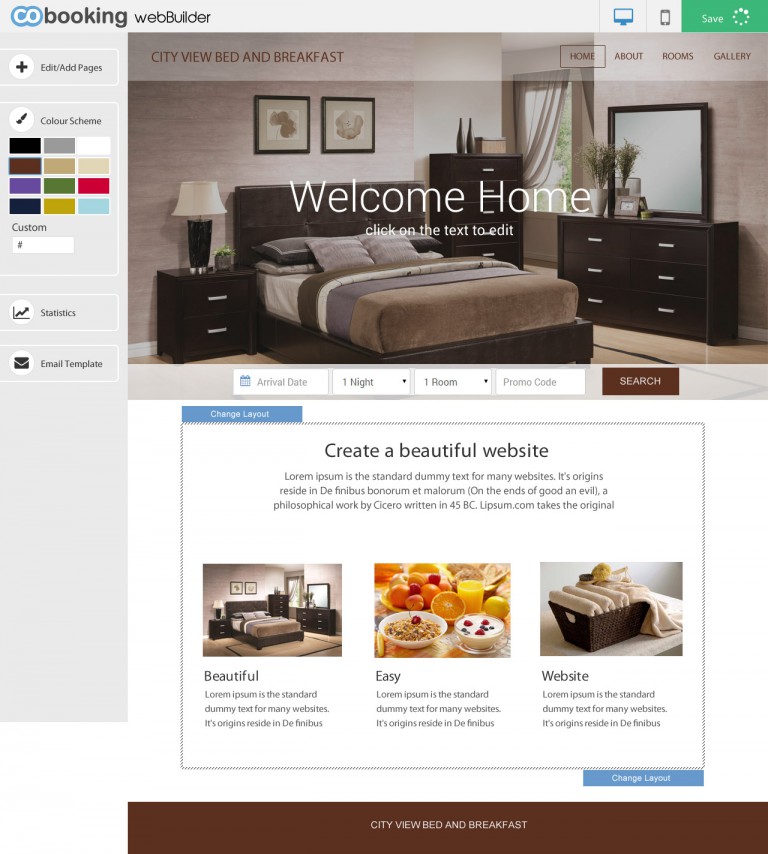 cobooking webBuilder
Save
Edit/Add Pages
Colour Scheme
Custom
#
Statistics
Email Template
CITY VIEW BED AND BREAKFAST
HOME ABOUT ROOMS GALLERY
Welcome Home
click on the text to edit
Arrival Date 1 Night 1 Room Promo Code SEARCH
Change Layout
Create a beautiful website
Lorem ipsum is the standard dummy text for many websites. It's origins
reside in De finibus bonorum et malorum (On the ends of good an evil), a
philosophical work by Cicero written in 45 BC. Lipsum.com takes the original
Beautiful
Lorem ipsum is the standard
dummy text for many websites.
It's origins reside in De finibus
Easy
Lorem ipsum is the standard
dummy text for many websites.
It's origins reside in De finibus
Website
Lorem ipsum is the standard
dummy text for many websites.
It's origins reside in De finibus
Change Layout
CITY VIEW BED AND BREAKFAST